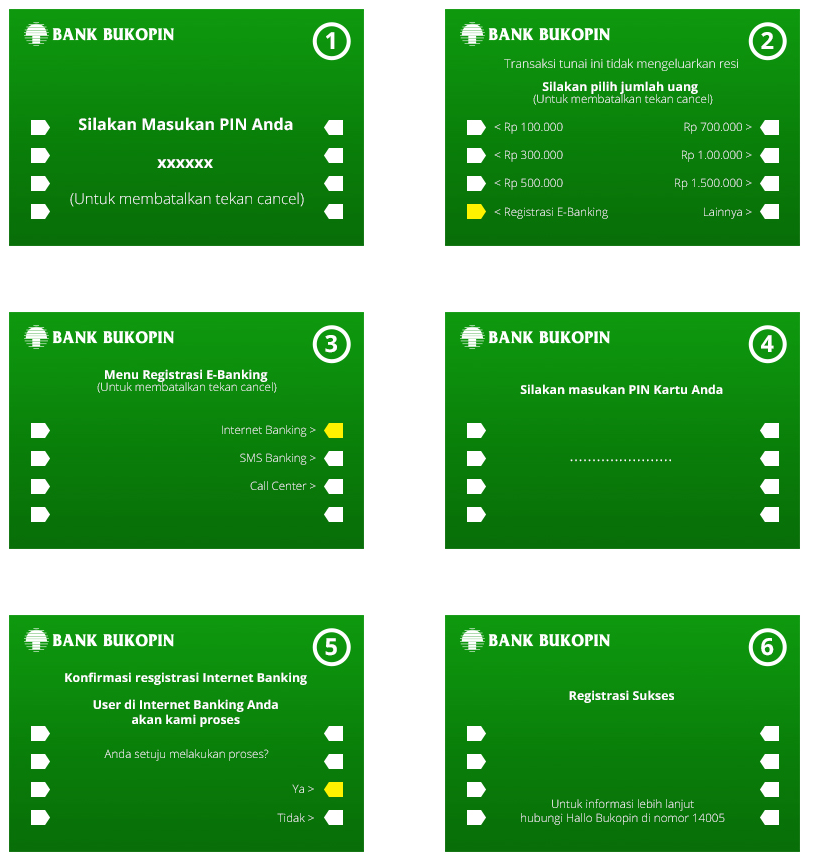 BANK BUKOPIN
1
Silakan Masukan PIN Anda
xxxxxx
(Untuk membatalkan tekan cancel)
BANK BUKOPIN
2
Transaksi tunai ini tidak mengeluarkan resi
Silakan pilih jumlah uang
(Untuk membatalkan tekan cancel)
< Rp 100.000 Rp 700.000 >
< Rp 300.000 Rp 1.00.000 >
< Rp 500.000 Rp 1.500.000 >
< Registrasi E-Banking Lainnya >
BANK BUKOPIN
3
Menu Registrasi E-Banking
(Untuk membatalkan tekan cancel)
Internet Banking >
SMS Banking >
Call Center >
BANK BUKOPIN
4
Silakan masukan PIN Kartu Anda
.......................
BANK BUKOPIN
5
Konfirmasi resgistrasi Internet Banking
User di Internet Banking Anda
akan kami proses
Anda setuju melakukan proses?
Ya >
Tidak >
BANK BUKOPIN
6
Registrasi Sukses
Untuk informasi lebih lanjut
hubungi Hallo Bukopin di nomor 14005